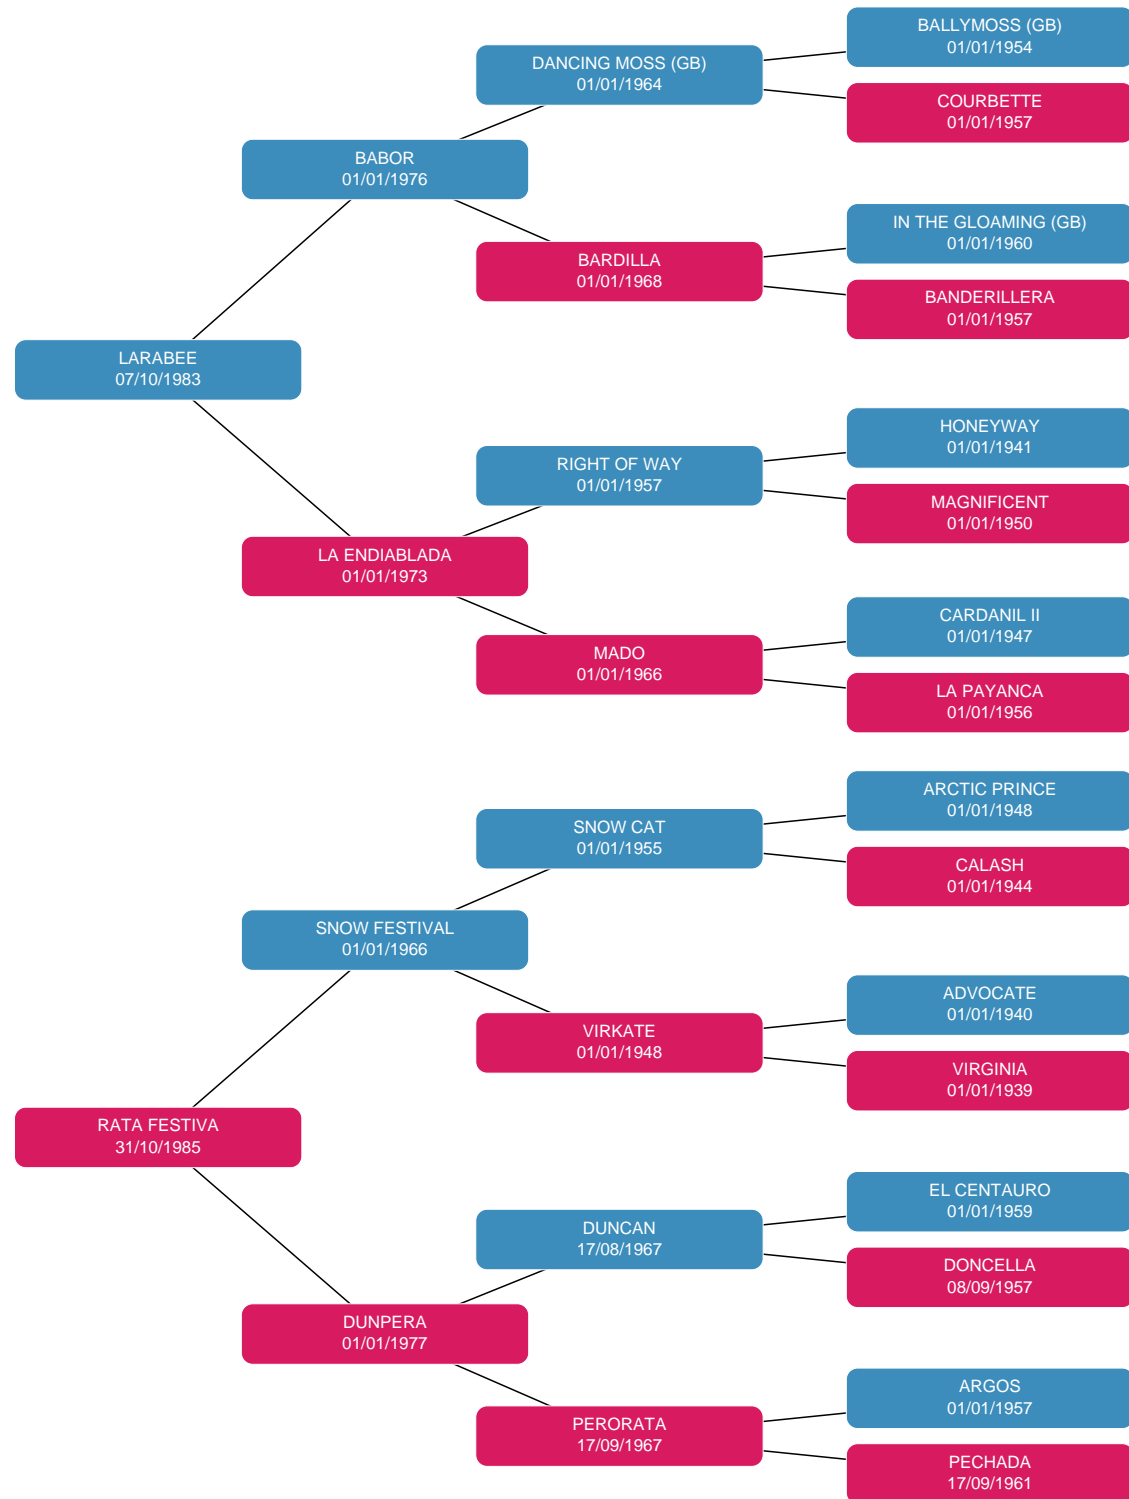 BALLYMOSS (GB)
01/01/1954
DANCING MOSS (GB)
01/01/1964
COURBETTE
01/01/1957
BABOR
01/01/1976
IN THE GLOAMING (GB)
01/01/1960
BARDILLA
01/01/1968
BANDERILLERA
01/01/1957
LARABEE
07/10/1983
HONEYWAY
01/01/1941
RIGHT OF WAY
01/01/1957
MAGNIFICENT
01/01/1950
LA ENDIABLADA
01/01/1973
CARDANIL II
01/01/1947
MADO
01/01/1966
LA PAYANCA
01/01/1956
ARCTIC PRINCE
01/01/1948
SNOW CAT
01/01/1955
CALASH
01/01/1944
SNOW FESTIVAL
01/01/1966
ADVOCATE
01/01/1940
VIRKATE
01/01/1948
VIRGINIA
01/01/1939
RATA FESTIVA
31/10/1985
EL CENTAURO
01/01/1959
DUNCAN
17/08/1967
DONCELLA
08/09/1957
DUNPERA
01/01/1977
ARGOS
01/01/1957
PERORATA
17/09/1967
PECHADA
17/09/1961